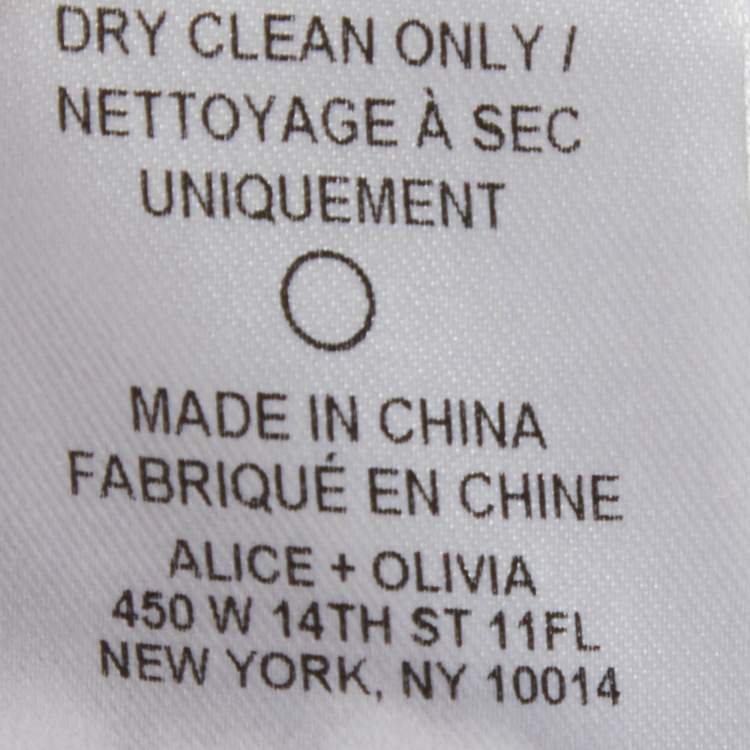 DRY CLEAN ONLY /
NETTOYAGE À SEC
UNIQUEMENT
MADE IN CHINA
FABRIQUÉ EN CHINE
ALICE + OLIVIA
450 W 14TH ST 11FL
NEW YORK, NY 10014